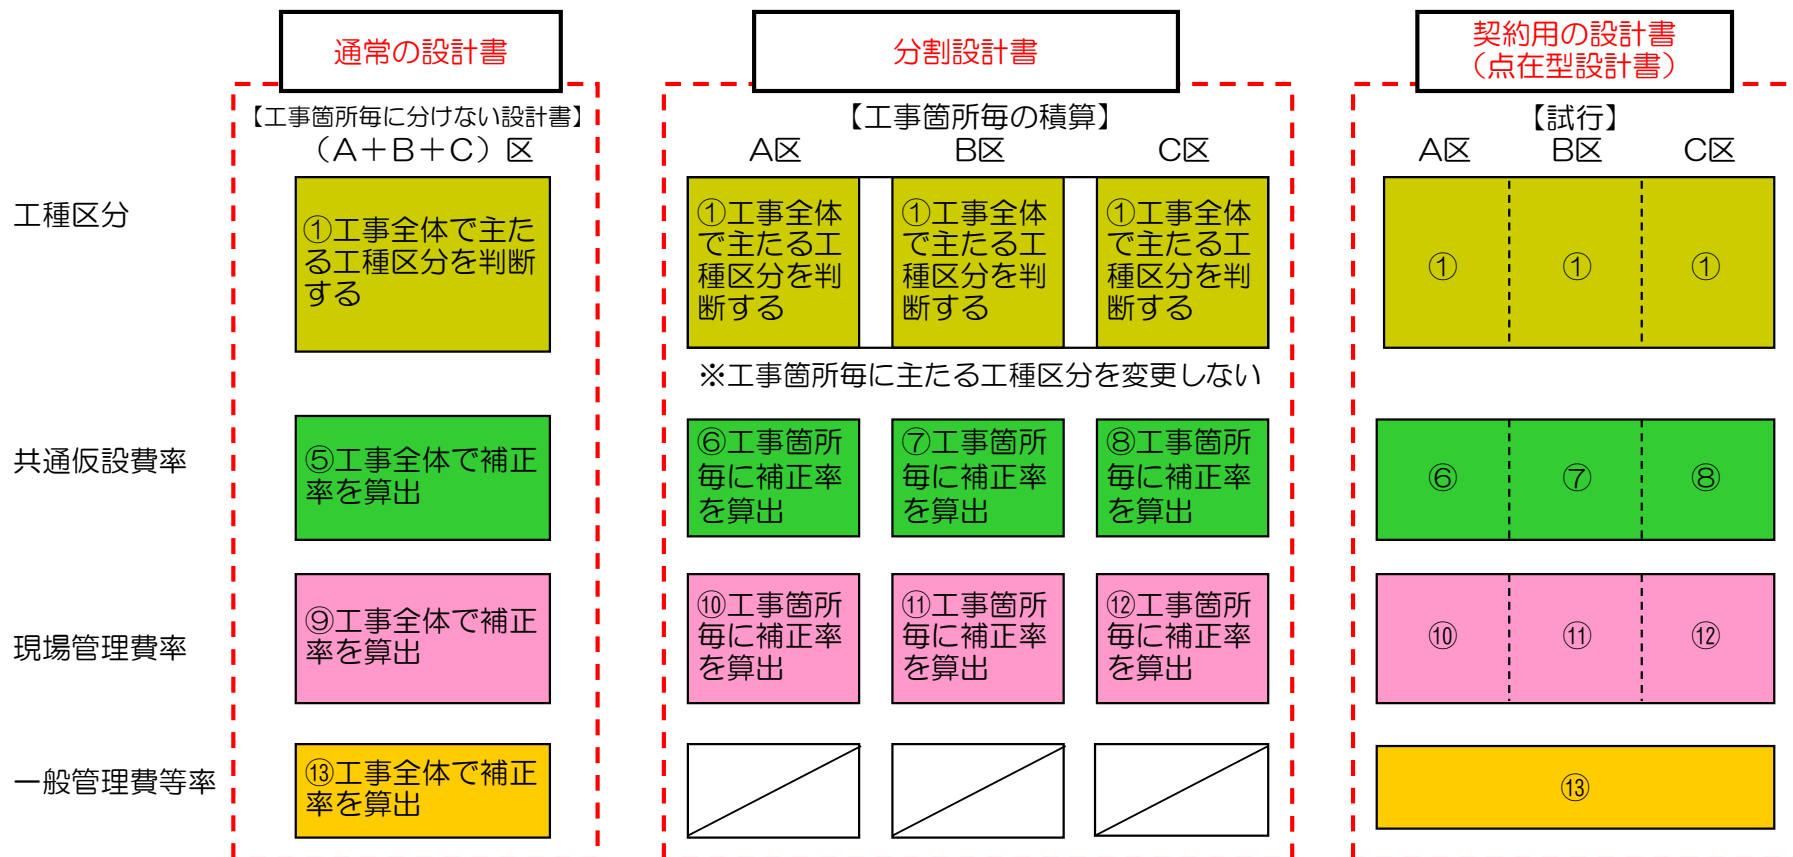 通常の設計書
分割設計書
契約用の設計書
（点在型設計書）
【工事箇所毎に分けない設計書】
（A＋B＋C）区
【工事箇所毎の積算】
A区
B区
C区
【試行】
A区
B区
C区
工種区分
①工事全体で主た
る工種区分を判断
する
①工事全体
で主たる工
種区分を判
断する
①工事全体
で主たる工
種区分を判
断する
①工事全体
で主たる工
種区分を判
断する
①
①
①
※工事箇所毎に主たる工種区分を変更しない
共通仮設費率
⑤工事全体で補正
率を算出
⑥工事箇所
毎に補正率
を算出
⑦工事箇所
毎に補正率
を算出
⑧工事箇所
毎に補正率
を算出
⑥
⑦
⑧
現場管理費率
⑨工事全体で補正
率を算出
⑩工事箇所
毎に補正率
を算出
⑪工事箇所
毎に補正率
を算出
⑫工事箇所
毎に補正率
を算出
⑩
⑪
⑫
一般管理費等率
⑬工事全体で補正
率を算出
⑬